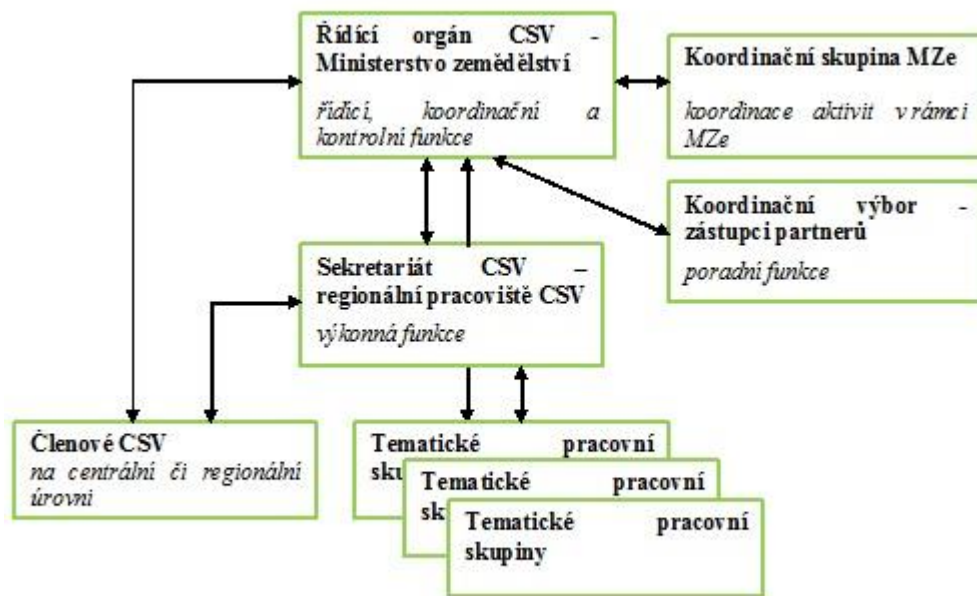 Řídící orgán CSV -
Ministerstvo zemědělství
řídicí, koordinační a
kontrolní funkce
Koordinační skupina MZe
koordinace aktivit v rámci
MZe
Koordinační výbor -
zástupci partnerů
poradní funkce
Sekretariát CSV –
regionální pracoviště CSV
výkonná funkce
Členové CSV
na centrální či regionální
úrovni
Tematické pracovní
sku
Tematické pracovní
sk
Tematické pracovní
skupiny